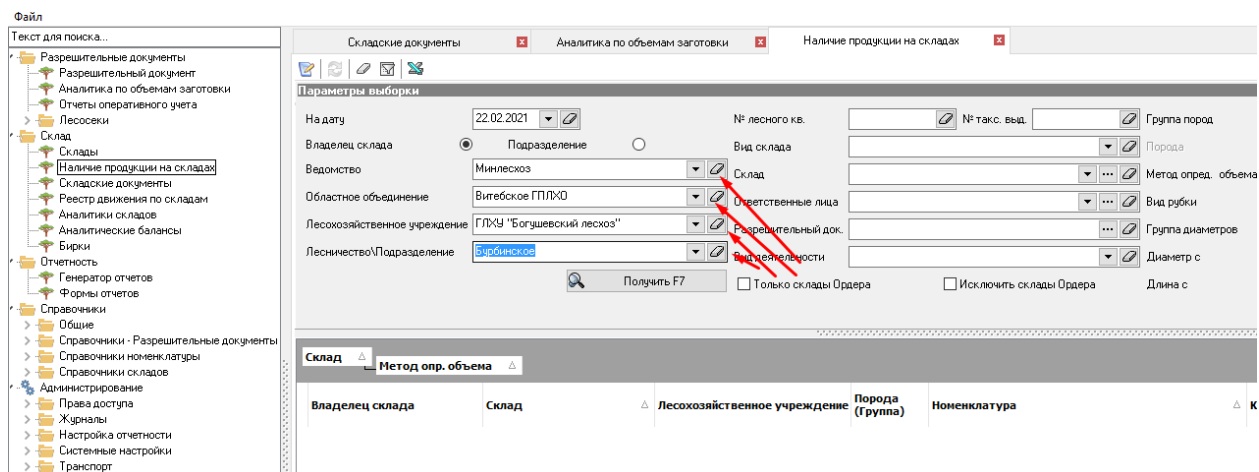 Файл
Текст для поиска...
Разрешительные документы
Разрешительный документ
Аналитика по объемам заготовки
Отчеты оперативного учета
Лесосеки
Склад
Склады
Наличие продукции на складах
Складские документы
Реестр движения по складам
Аналитики складов
Аналитические балансы
Бирки
Отчетность
Генератор отчетов
Формы отчетов
Справочники
Общие
Справочники - Разрешительные документы
Справочники номенклатуры
Справочники складов
Администрирование
Права доступа
Журналы
Настройка отчетности
Системные настройки
Транспорт
Складские документы
Аналитика по объемам заготовки
Наличие продукции на складах
Параметры выборки
На дату 22.02.2021
Владелец склада Подразделение
Ведомство Минлесхоз
Областное объединение Витебское ГПЛХО
Лесохозяйственное учреждение ГЛХУ "Богушевский лесхоз"
Лесничество\Подразделение Бурбинское
Получить F7
№ лесного кв. № такс. выд.
Вид склада
Склад
Ответственные лица
Разрешительный док.
Вид деятельности
Только склады Ордера Исключить склады Ордера
Группа пород
Порода
Метод опред. объема
Вид рубки
Группа диаметров
Диаметр с
Длина с
Склад
Метод опр. объема
Владелец склада Склад Лесохозяйственное учреждение Порода (Группа) Номенклатура К